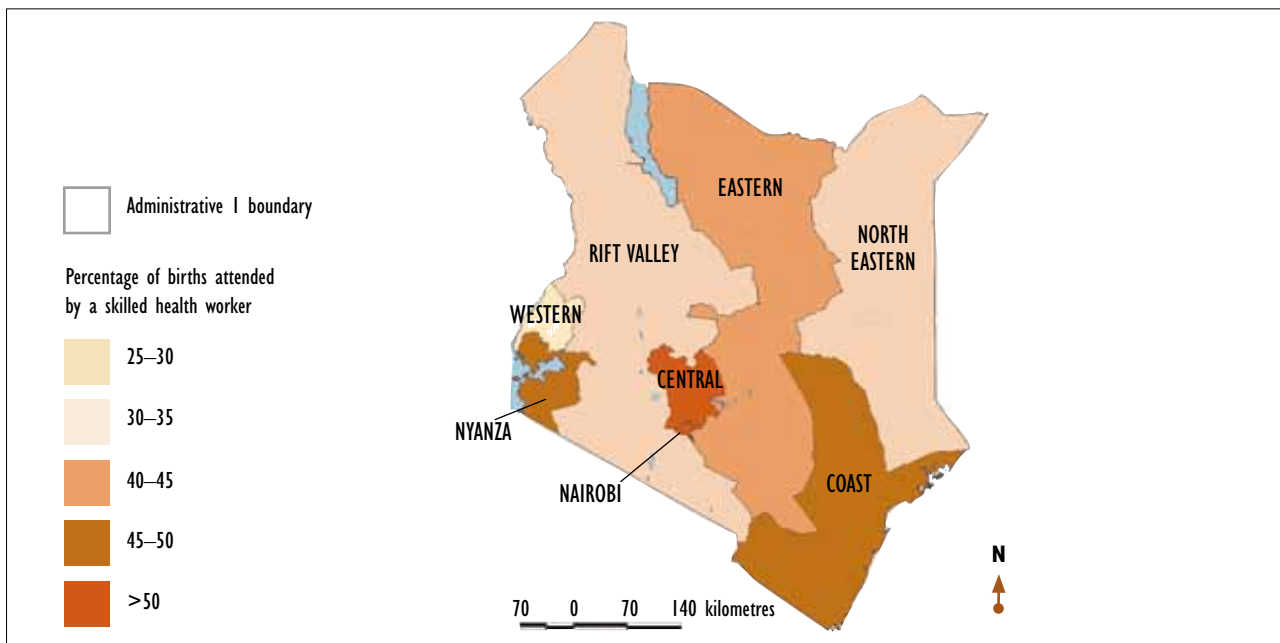 Administrative 1 boundary
Percentage of births attended
by a skilled health worker
25–30
30–35
40–45
45–50
>50
EASTERN
NORTH
EASTERN
RIFT VALLEY
WESTERN
CENTRAL
NYANZA
NAIROBI
COAST
N
70 0 70 140 kilometres